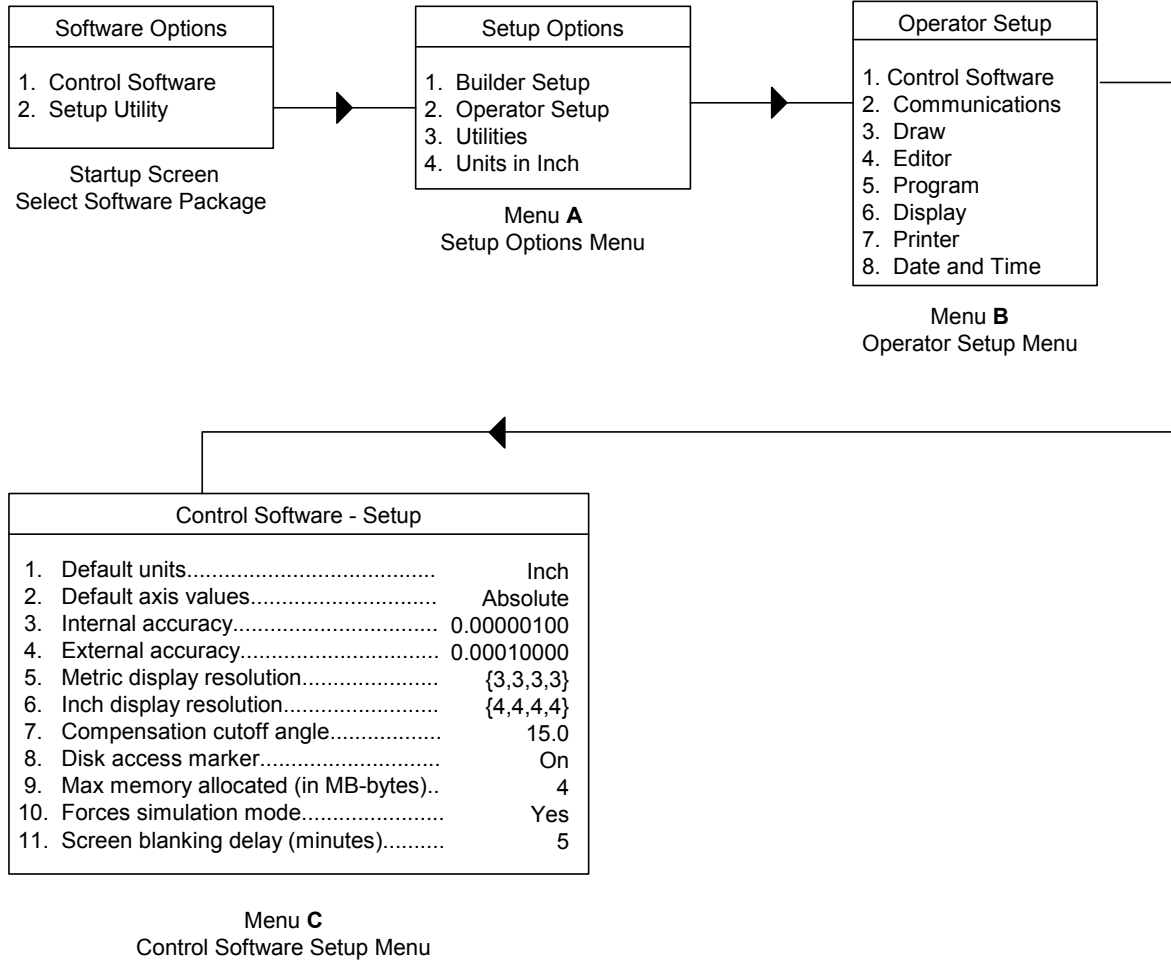 Software Options
1. Control Software
2. Setup Utility
Startup Screen
Select Software Package
Setup Options
1. Builder Setup
2. Operator Setup
3. Utilities
4. Units in Inch
Menu A
Setup Options Menu
Operator Setup
1. Control Software
2. Communications
3. Draw
4. Editor
5. Program
6. Display
7. Printer
8. Date and Time
Menu B
Operator Setup Menu
Control Software - Setup
1. Default units........................................ Inch
2. Default axis values.............................. Absolute
3. Internal accuracy................................. 0.00000100
4. External accuracy................................ 0.00010000
5. Metric display resolution...................... {3,3,3,3}
6. Inch display resolution......................... {4,4,4,4}
7. Compensation cutoff angle.................. 15.0
8. Disk access marker............................. On
9. Max memory allocated (in MB-bytes).. 4
10. Forces simulation mode....................... Yes
11. Screen blanking delay (minutes).......... 5
Menu C
Control Software Setup Menu